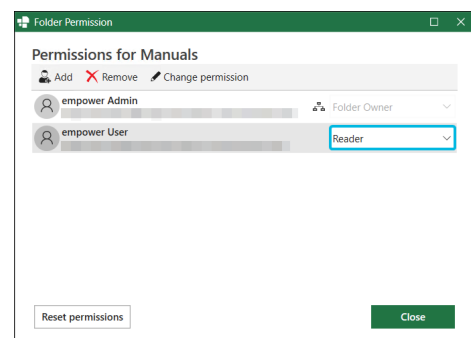 Folder Permission
Permissions for Manuals
Add Remove Change permission
empower Admin
Folder Owner
empower User
Reader
Reset permissions Close